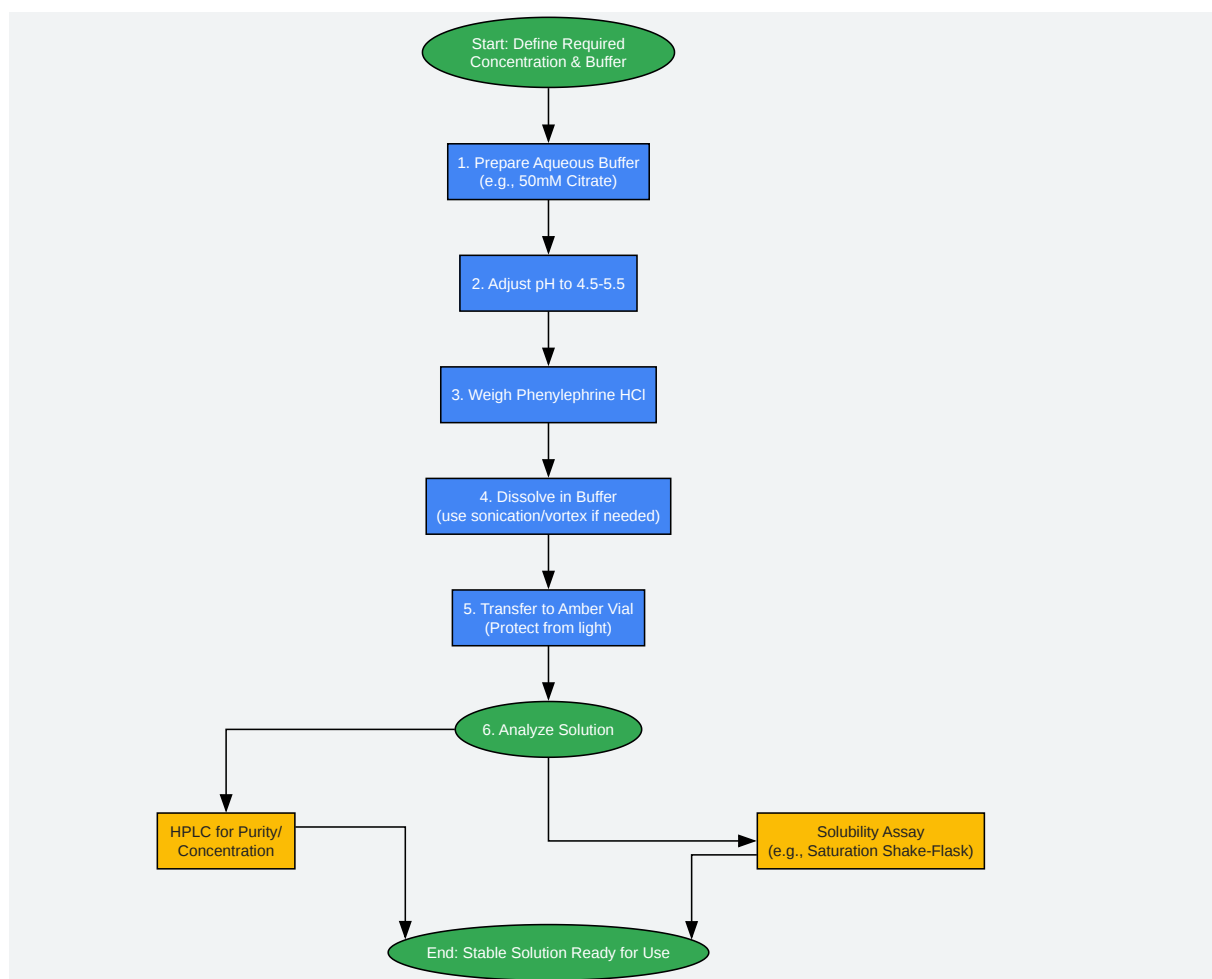 Start: Define Required
Concentration & Buffer
1. Prepare Aqueous Buffer
(e.g., 50mM Citrate)
2. Adjust pH to 4.5-5.5
3. Weigh Phenylephrine HCl
4. Dissolve in Buffer
(use sonication/vortex if needed)
5. Transfer to Amber Vial
(Protect from light)
6. Analyze Solution
HPLC for Purity/
Concentration
Solubility Assay
(e.g., Saturation Shake-Flask)
End: Stable Solution Ready for Use